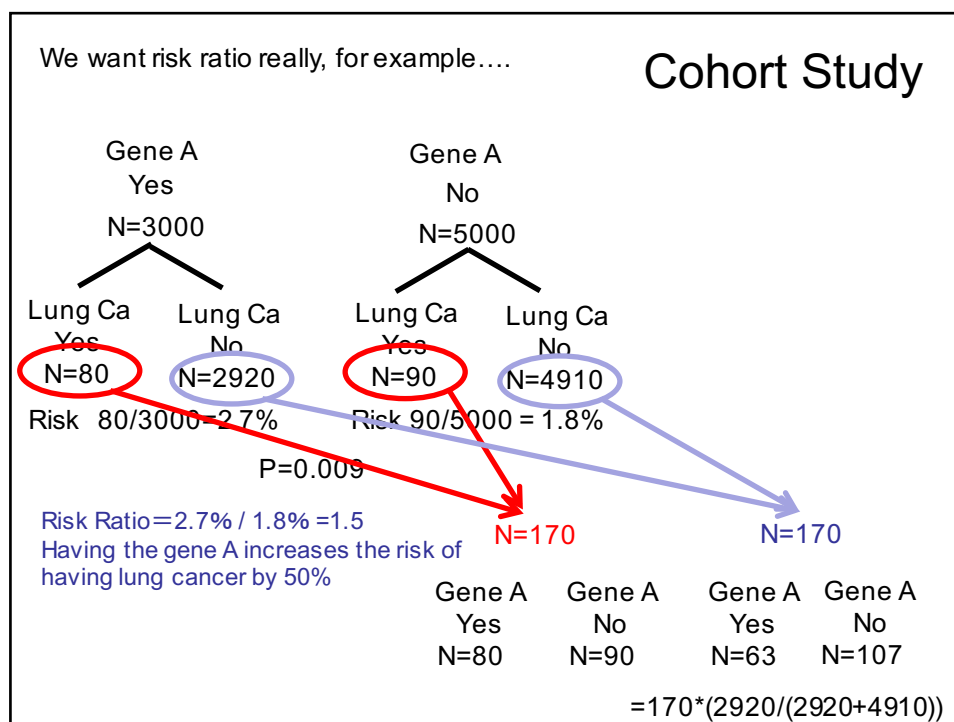 We want risk ratio really, for example….
Cohort Study
Gene A
Yes
N=3000
Gene A
No
N=5000
Lung Ca
Yes
N=80
Lung Ca
No
N=2920
Lung Ca
Yes
N=90
Lung Ca
No
N=4910
Risk 80/3000=2.7%
Risk 90/5000 = 1.8%
P=0.009
Risk Ratio=2.7% / 1.8% =1.5
Having the gene A increases the risk of
having lung cancer by 50%
N=170
N=170
Gene A
Yes
N=80
Gene A
No
N=90
Gene A
Yes
N=63
Gene A
No
N=107
=170*(2920/(2920+4910))